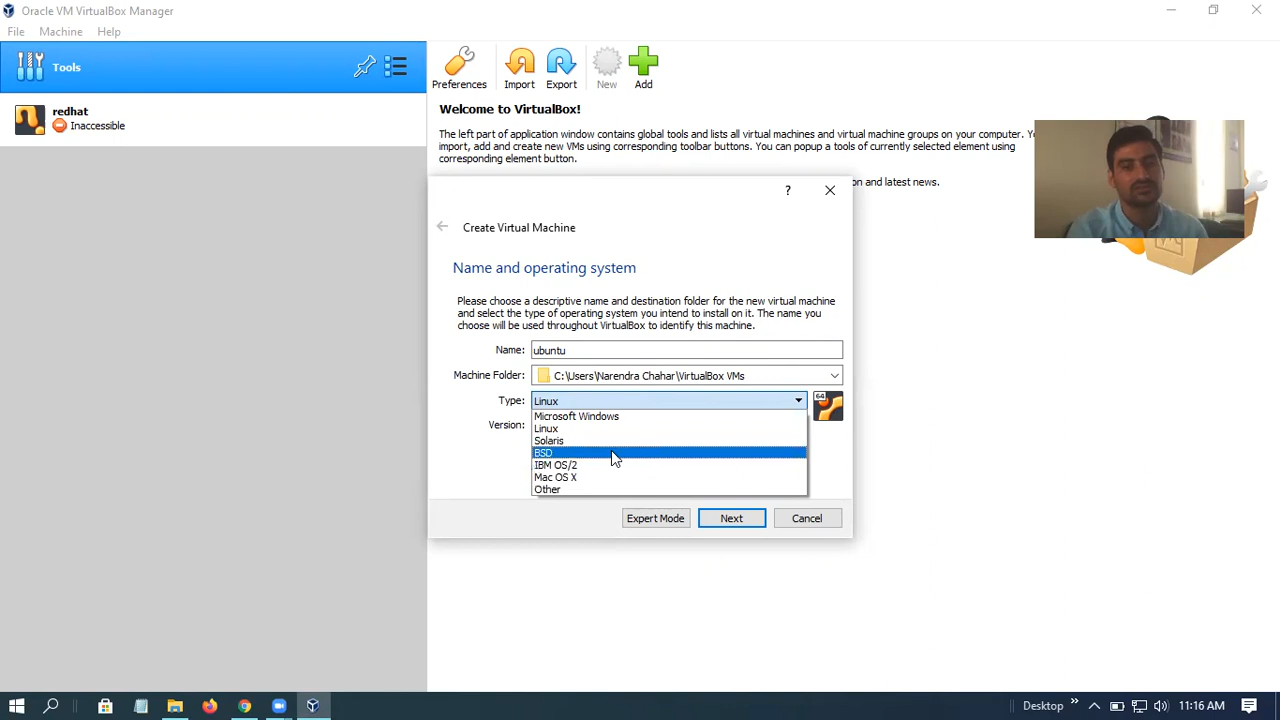 Oracle VM VirtualBox Manager
File Machine Help
Tools
redhat
Inaccessible
Preferences Import Export New Add
Welcome to VirtualBox!
The left part of application window contains global tools and lists all virtual machines and virtual machine groups on your computer. Y
import, add and create new VMs using corresponding toolbar buttons. You can popup a tools of currently selected element using
corresponding element button.
on and latest news.
?
Create Virtual Machine
Name and operating system
Please choose a descriptive name and destination folder for the new virtual machine
and select the type of operating system you intend to install on it. The name you
choose will be used throughout VirtualBox to identify this machine.
Name: ubuntu
Machine Folder: C:\Users\Narendra Chahar\VirtualBox VMs
Type: Linux
64
Microsoft Windows
Version:
Linux
Solaris
BSD
IBM OS/2
Mac OS X
Other
Expert Mode Next Cancel
Desktop 11:16 AM